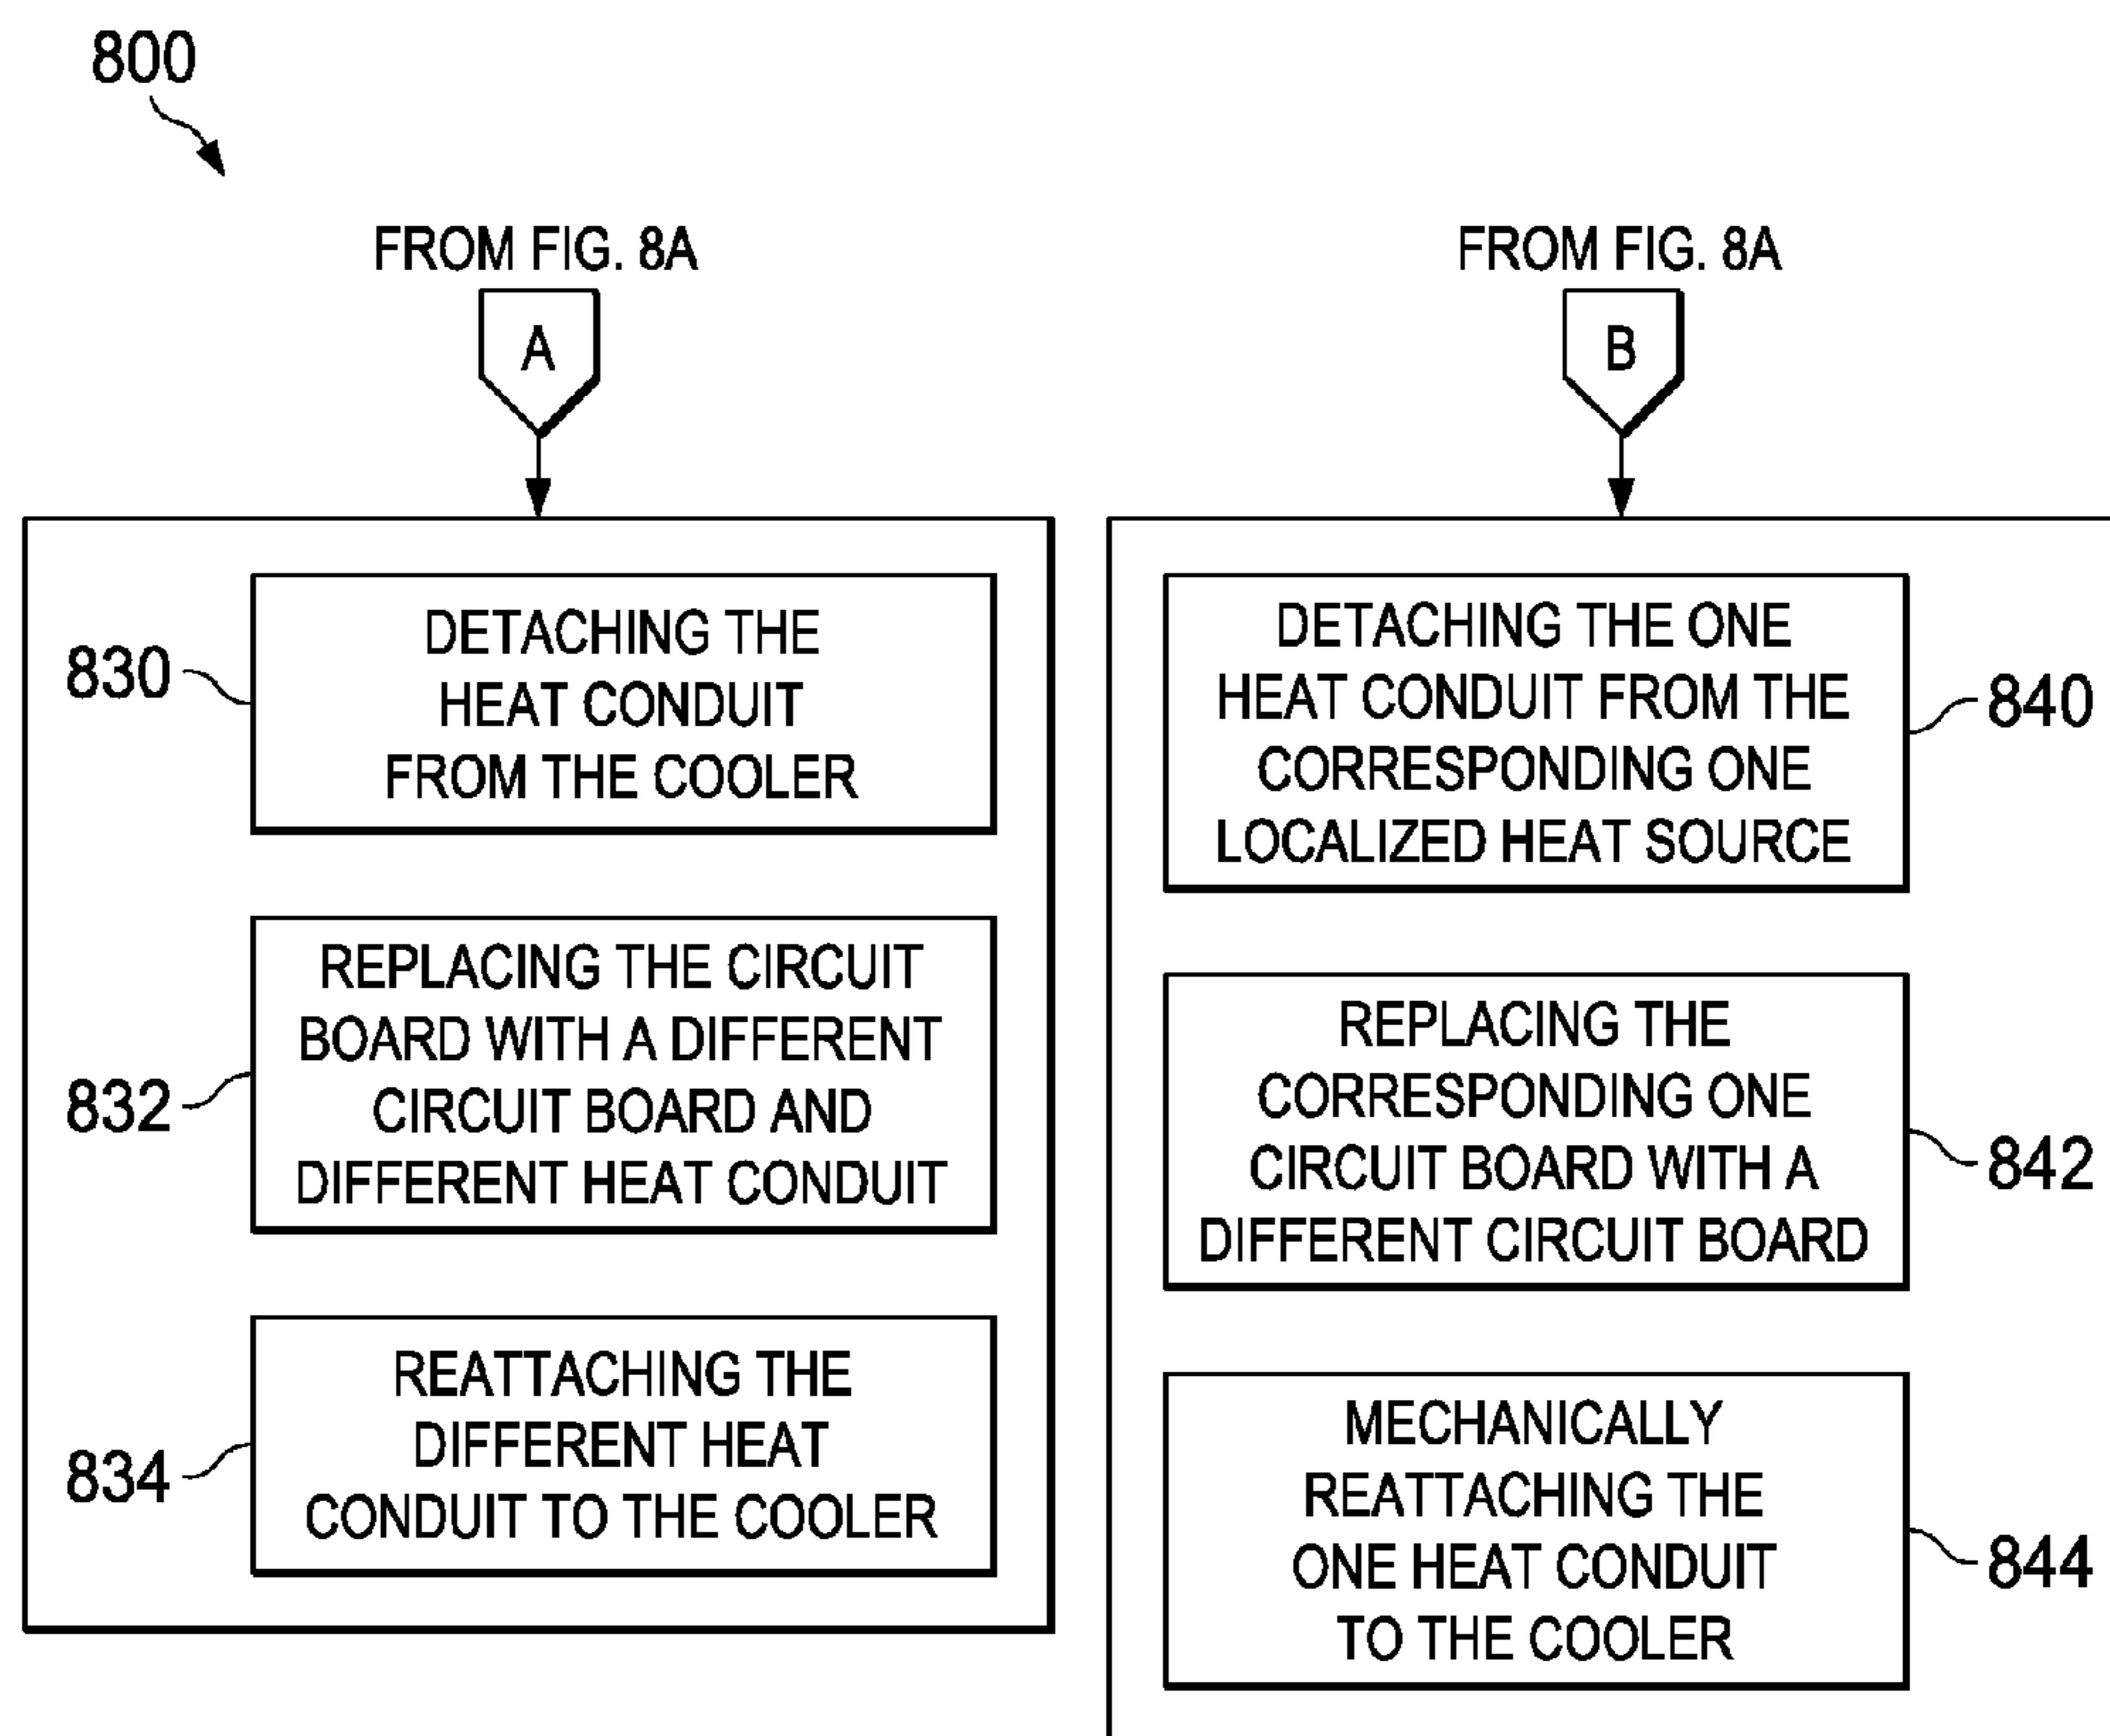 800
FROM FIG. 8A
A
830
DETACHING THE
HEAT CONDUIT
FROM THE COOLER
832
REPLACING THE CIRCUIT
BOARD WITH A DIFFERENT
CIRCUIT BOARD AND
DIFFERENT HEAT CONDUIT
834
REATTACHING THE
DIFFERENT HEAT
CONDUIT TO THE COOLER
FROM FIG. 8A
B
DETACHING THE ONE
HEAT CONDUIT FROM THE
CORRESPONDING ONE
LOCALIZED HEAT SOURCE
840
REPLACING THE
CORRESPONDING ONE
CIRCUIT BOARD WITH A
DIFFERENT CIRCUIT BOARD
842
MECHANICALLY
REATTACHING THE
ONE HEAT CONDUIT
TO THE COOLER
844